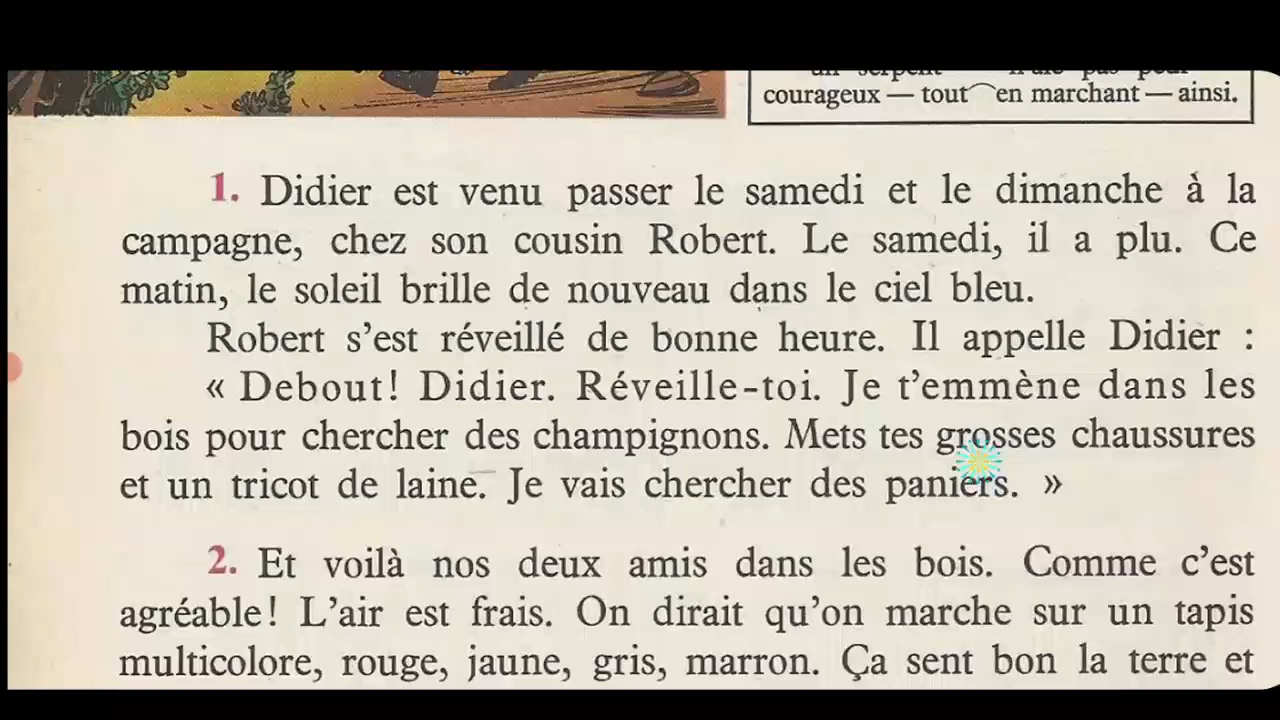 courageux — tout en marchant — ainsi.
1. Didier est venu passer le samedi et le dimanche à la
campagne, chez son cousin Robert. Le samedi, il a plu. Ce
matin, le soleil brille de nouveau dans le ciel bleu.
Robert s'est réveillé de bonne heure. Il appelle Didier :
« Debout! Didier. Réveille-toi. Je t'emmène dans les
bois pour chercher des champignons. Mets tes grosses chaussures
et un tricot de laine. Je vais chercher des paniers. »
2. Et voilà nos deux amis dans les bois. Comme c'est
agréable! L'air est frais. On dirait qu'on marche sur un tapis
multicolore, rouge, jaune, gris, marron. Ça sent bon la terre et